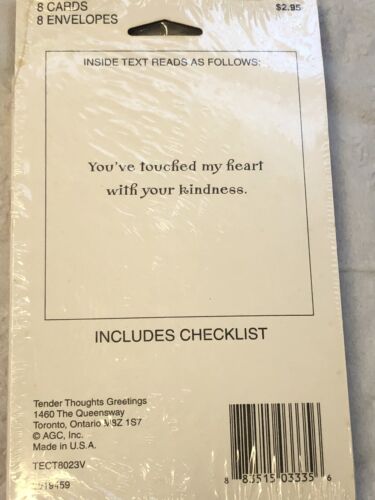 8 CARDS
8 ENVELOPES
$2.95
INSIDE TEXT READS AS FOLLOWS:
You've touched my heart
with your kindness.
INCLUDES CHECKLIST
Tender Thoughts Greetings
1460 The Queensway
Toronto, Ontario M8Z 1S7
© AGC, Inc.
Made in U.S.A.
TECT8023V
8 83515 03335 6